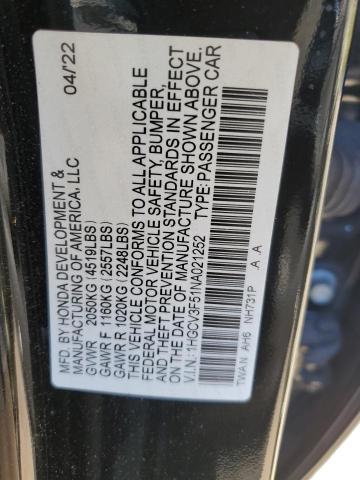 MFD. BY HONDA DEVELOPMENT & 04/22
MANUFACTURING OF AMERICA, LLC
GVWR 2050KG (4519LBS)
GAWR F 1160KG (2557LBS)
GAWR R 1020KG (2248LBS)
THIS VEHICLE CONFORMS TO ALL APPLICABLE
FEDERAL MOTOR VEHICLE SAFETY, BUMPER,
AND THEFT PREVENTION STANDARDS IN EFFECT
ON THE DATE OF MANUFACTURE SHOWN ABOVE.
V.I.N.: 1HGCV3F51NA021252 TYPE: PASSENGER CAR
TWAN AH6 NH731P .A .A